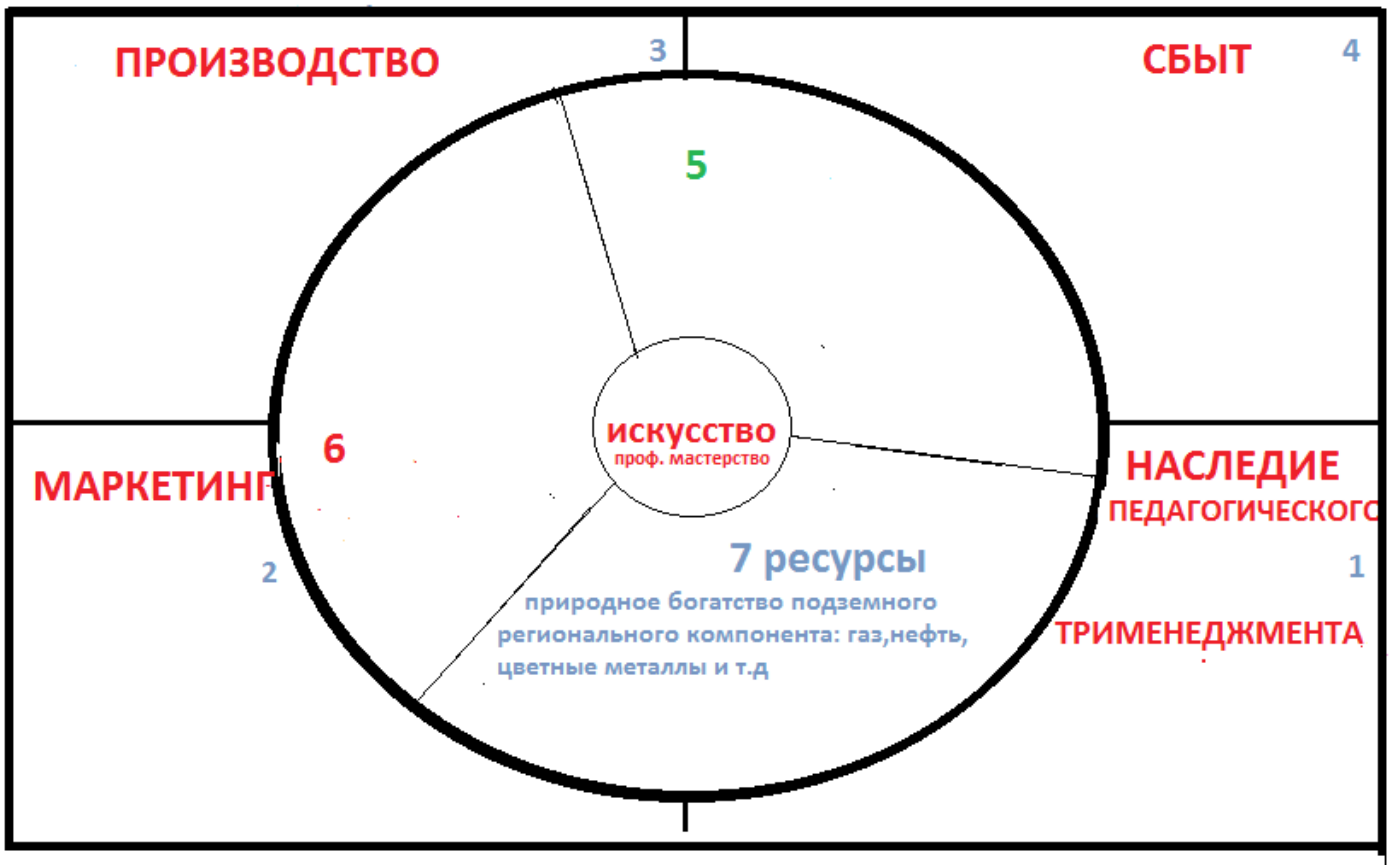 ПРОИЗВОДСТВО
3
СБЫТ
4
5
ИСКУССТВО
проф. мастерство
6
МАРКЕТИНГ
2
НАСЛЕДИЕ
ПЕДАГОГИЧЕСКОГО
1
ТРИМЕНЕДЖМЕНТА
7 ресурсы
природное богатство подземного
регионального компонента: газ,нефть,
цветные металлы и т.д